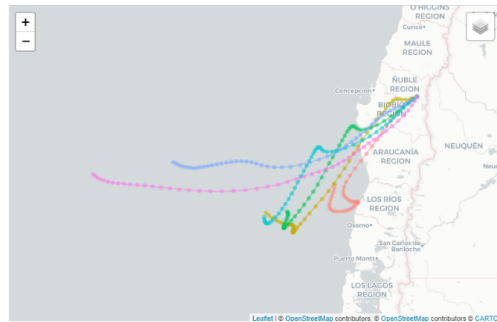 O'HIGGINS
REGION
Curicó
MAULE
REGION
ÑUBLE
REGION
Concepción
BIOBÍO
REGION
NEUQUÉN
ARAUCANÍA
REGION
Neuq
LOS RÍOS
REGION
Osorno
San Carlos de
Bariloche
Puerto Montt
LOS LAGOS
REGION
+
−
Leaflet | © OpenStreetMap contributors, © OpenStreetMap contributors © CARTO